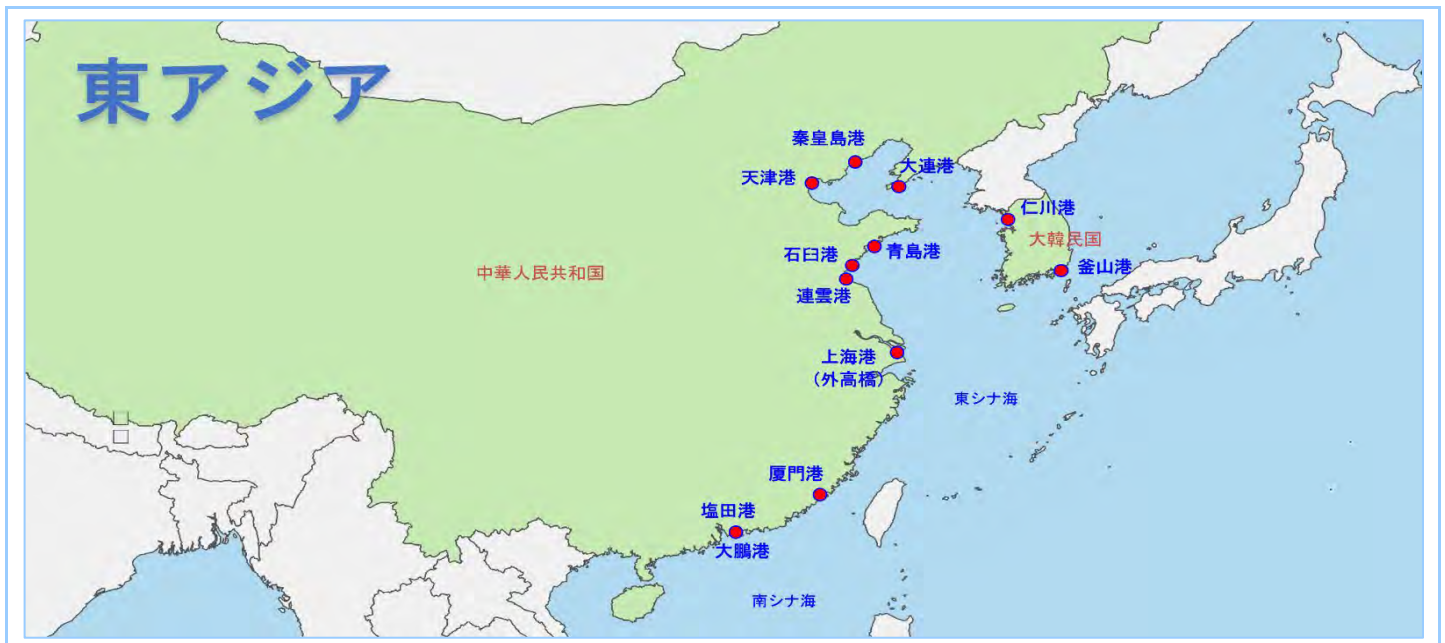 東アジア
秦皇島港
大連港
天津港
仁川港
大韓民国
青島港
石臼港
釜山港
中華人民共和国
連雲港
上海港
（外高橋）
東シナ海
厦門港
塩田港
大鵬港
南シナ海